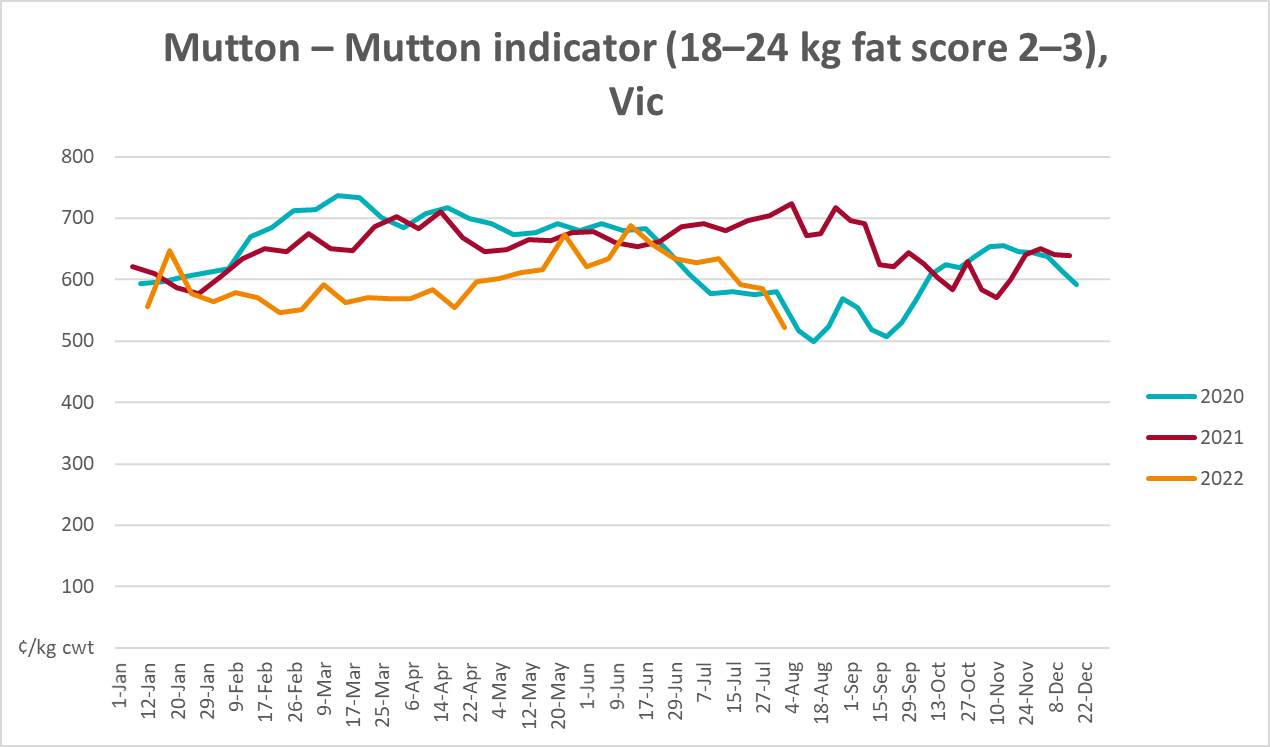 Mutton – Mutton indicator (18–24 kg fat score 2–3),
Vic
800
700
600
500
400
300
200
100
¢/kg cwt
1-Jan
12-Jan
20-Jan
29-Jan
9-Feb
17-Feb
26-Feb
9-Mar
17-Mar
25-Mar
6-Apr
14-Apr
22-Apr
4-May
12-May
20-May
1-Jun
9-Jun
17-Jun
29-Jun
7-Jul
15-Jul
27-Jul
4-Aug
18-Aug
1-Sep
15-Sep
29-Sep
13-Oct
27-Oct
10-Nov
24-Nov
8-Dec
22-Dec
2020
2021
2022